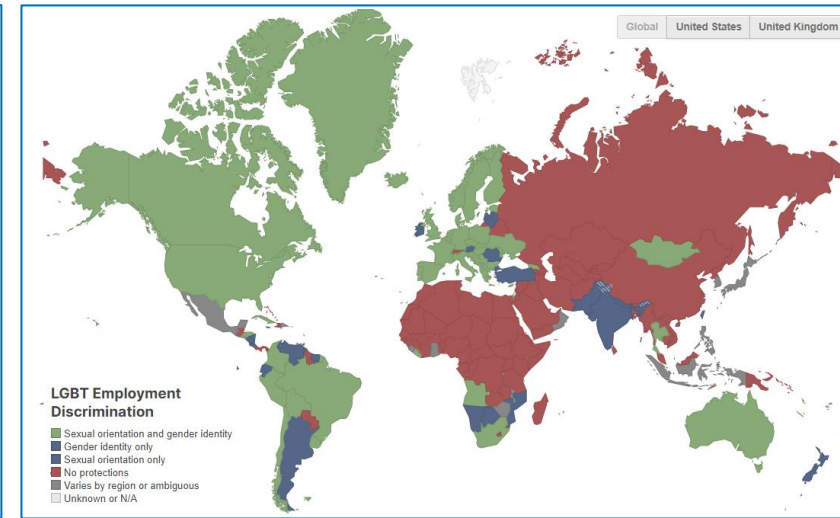 Global United States United Kingdom
LGBT Employment
Discrimination
Sexual orientation and gender identity
Gender identity only
Sexual orientation only
No protections
Varies by region or ambiguous
Unknown or N/A